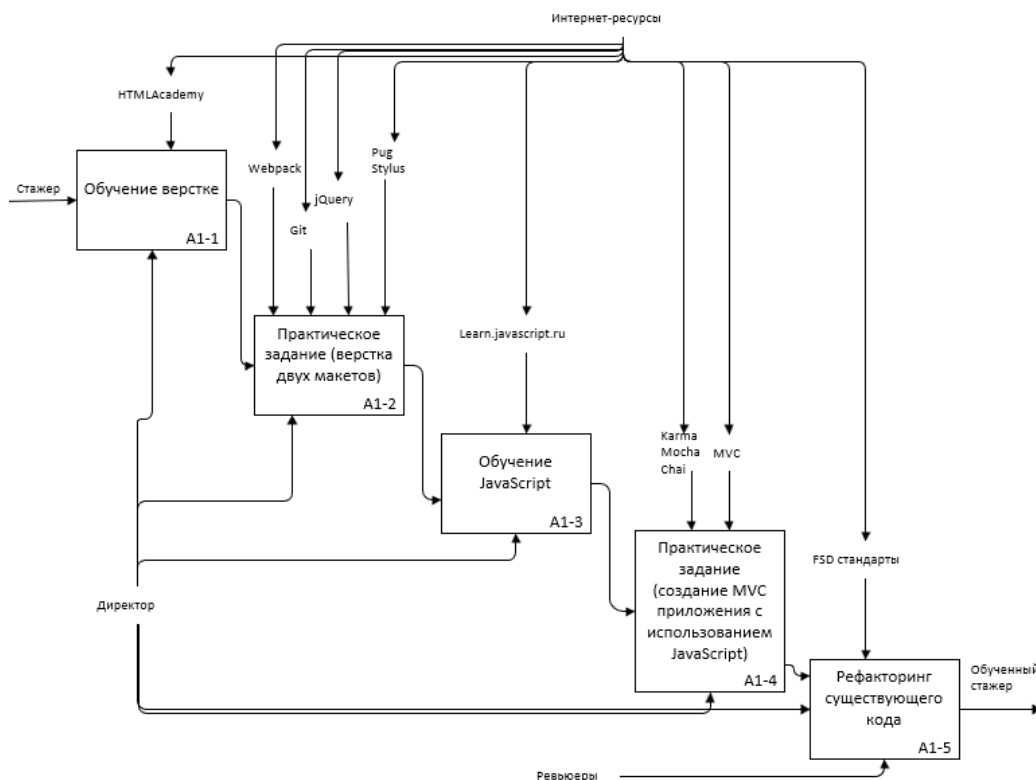 Интернет-ресурсы
HTMLAcademy
Стажер
Обучение верстке
A1-1
Webpack
Git
jQuery
Pug
Stylus
Практическое
задание (верстка
двух макетов)
A1-2
Learn.javascript.ru
Обучение
JavaScript
A1-3
Karma
Mocha
Chai
MVC
Практическое
задание
(создание MVC
приложения с
использованием
JavaScript)
A1-4
FSD стандарты
Директор
Рефакторинг
существующего
кода
A1-5
Обученный
стажер
Ревьюеры